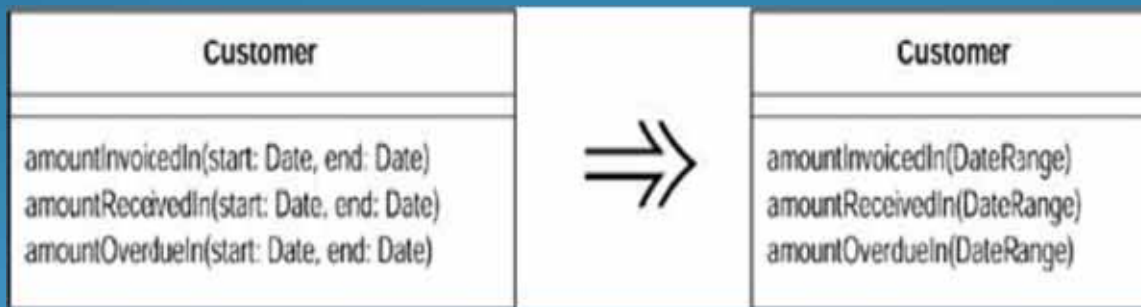 Customer
amountInvoicedIn(start: Date, end: Date)
amountReceivedIn(start: Date, end: Date)
amountOverdueIn(start: Date, end: Date)
Customer
amountInvoicedIn(DateRange)
amountReceivedIn(DateRange)
amountOverdueIn(DateRange)